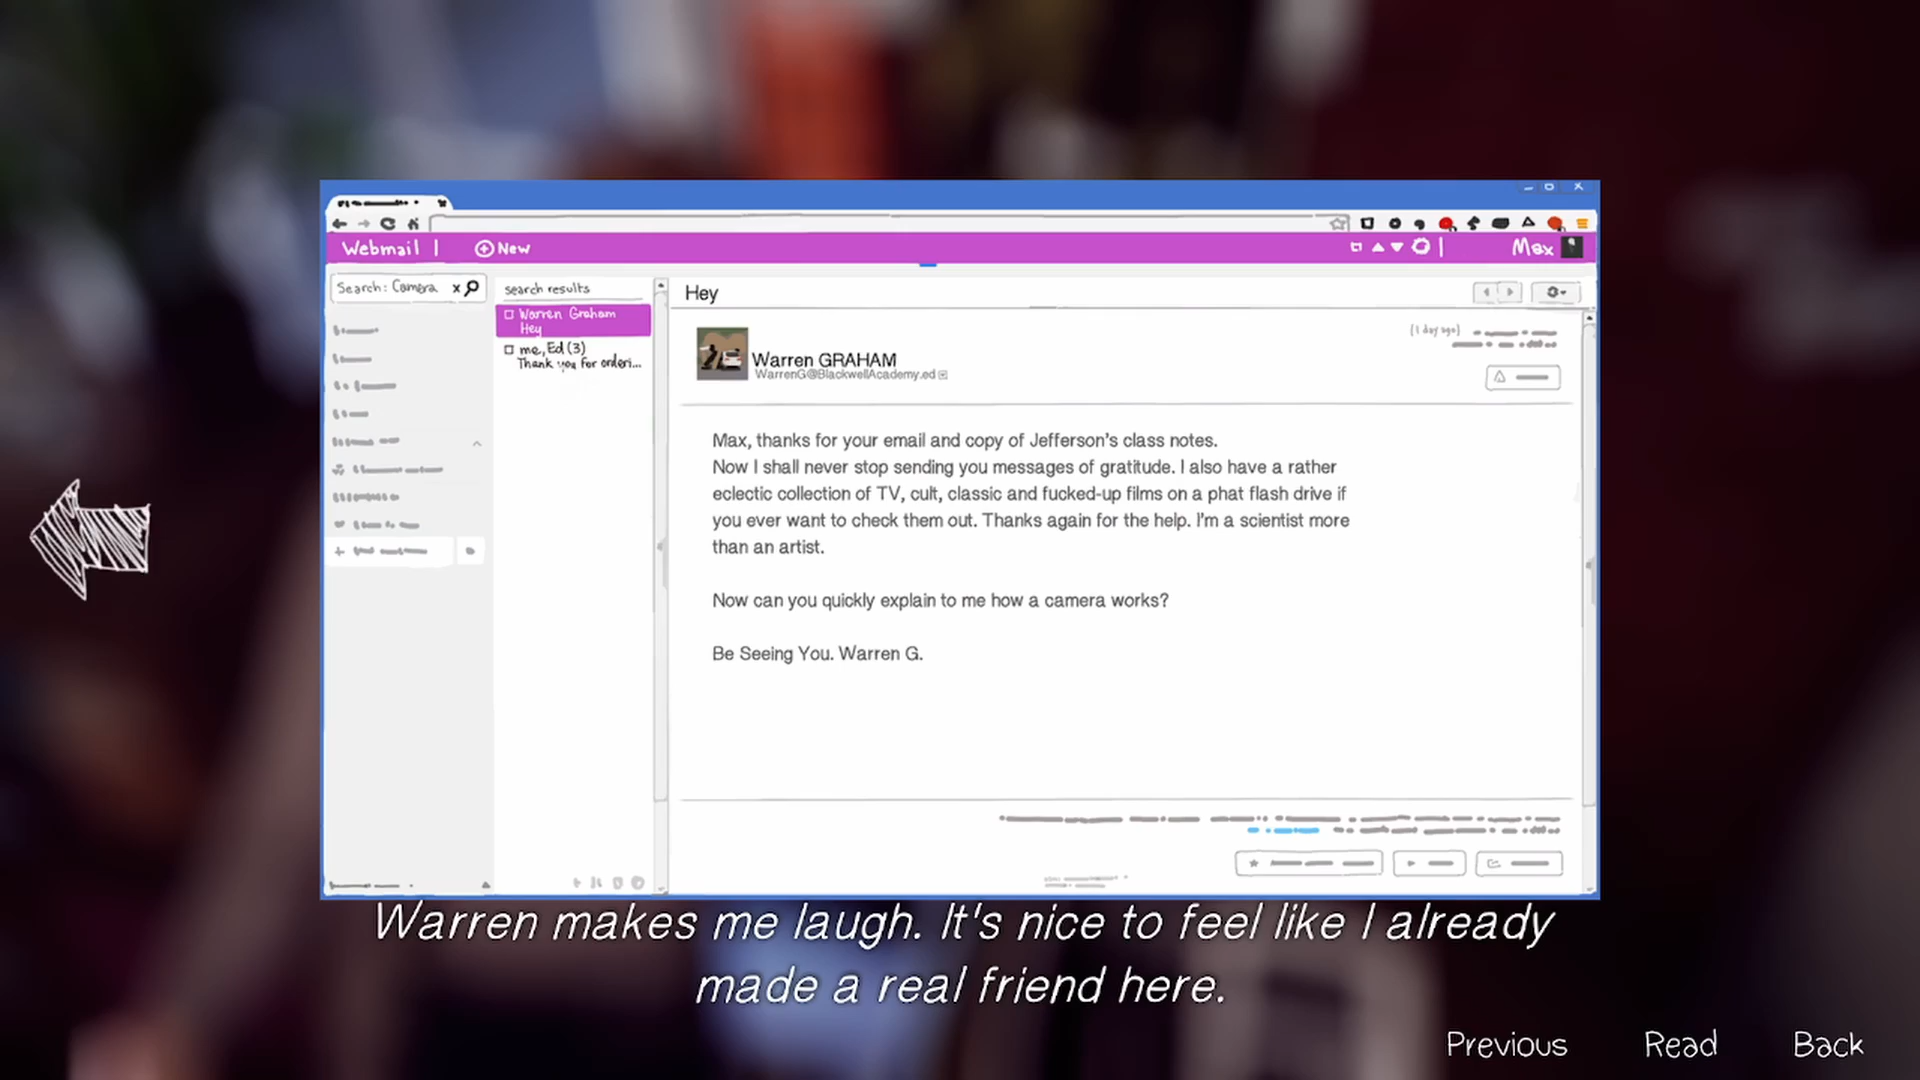 Webmail |
New
Max
Search: Camera x
search results
Warren Graham
Hey
me, Ed (3)
Thank you for orderi...
Hey
(1 day ago)
Warren GRAHAM
WarrenG@BlackwellAcademy.ed
Max, thanks for your email and copy of Jefferson's class notes.
Now I shall never stop sending you messages of gratitude. I also have a rather
eclectic collection of TV, cult, classic and fucked-up films on a phat flash drive if
you ever want to check them out. Thanks again for the help. I'm a scientist more
than an artist.
Now can you quickly explain to me how a camera works?
Be Seeing You. Warren G.
Warren makes me laugh. It's nice to feel like I already
made a real friend here.
Previous
Read
Back